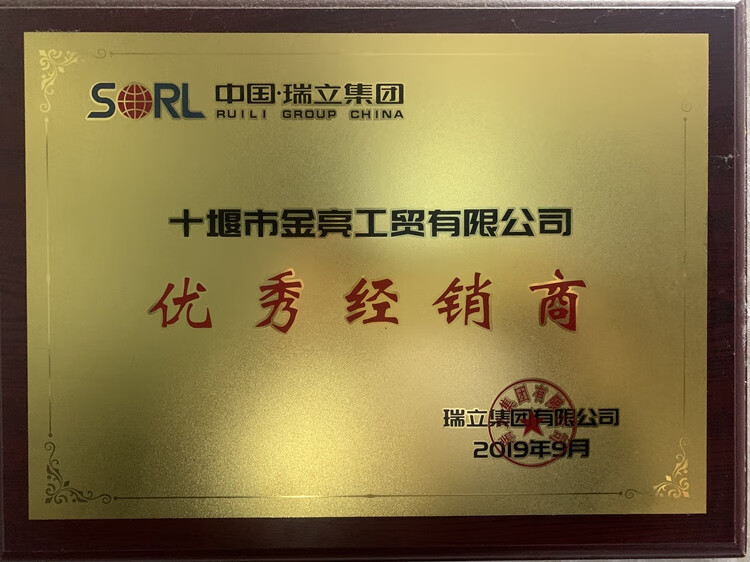 SORL 中国·瑞立集团
RUILI GROUP CHINA
十堰市金亮工贸有限公司
优秀经销商
瑞立集团有限公司
2019年9月